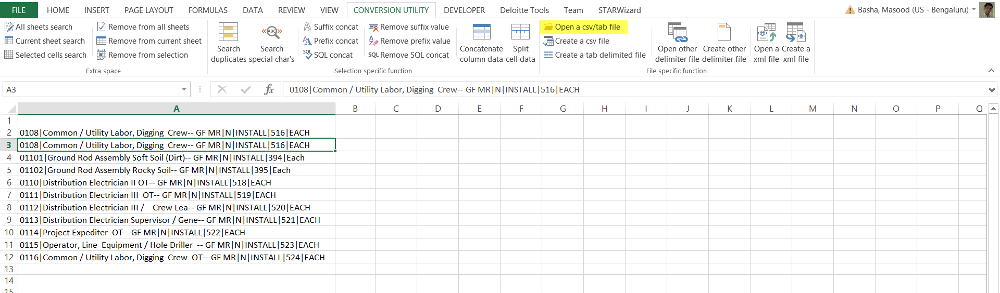 FILE HOME INSERT PAGE LAYOUT FORMULAS DATA REVIEW VIEW CONVERSION UTILITY DEVELOPER Deloitte Tools Team STARWizard Basha, Masood (US - Bengaluru)
All sheets search
Current sheet search
Selected cells search
Remove from all sheets
Remove from current sheet
Remove from selection
Extra space
Search duplicates
ABC
Search special char's
Suffix concat
Prefix concat
SQL concat
Remove suffix value
Remove prefix value
SQL Remove SQL concat
Concatenate column data
Split cell data
Selection specific function
Open a csv/tab file
Create a csv file
Create a tab delimited file
Open other delimiter file
Create other delimiter file
Open a xml file
Create a xml file
File specific function
A3 fx 0108|Common / Utility Labor, Digging  Crew-- GF MR|N|INSTALL|516|EACH
A B C D E F G H I J K L M N O P Q
1
2 0108|Common / Utility Labor, Digging  Crew-- GF MR|N|INSTALL|516|EACH
3 0108|Common / Utility Labor, Digging  Crew-- GF MR|N|INSTALL|516|EACH
4 01101|Ground Rod Assembly Soft Soil (Dirt)-- GF MR|N|INSTALL|394|Each
5 01102|Ground Rod Assembly Rocky Soil-- GF MR|N|INSTALL|395|Each
6 0110|Distribution Electrician II OT-- GF MR|N|INSTALL|518|EACH
7 0111|Distribution Electrician III  OT-- GF MR|N|INSTALL|519|EACH
8 0112|Distribution Electrician III /    Crew Lea-- GF MR|N|INSTALL|520|EACH
9 0113|Distribution Electrician Supervisor / Gene-- GF MR|N|INSTALL|521|EACH
10 0114|Project Expediter  OT-- GF MR|N|INSTALL|522|EACH
11 0115|Operator, Line  Equipment / Hole Driller  -- GF MR|N|INSTALL|523|EACH
12 0116|Common / Utility Labor, Digging  Crew  OT-- GF MR|N|INSTALL|524|EACH
13
14
15